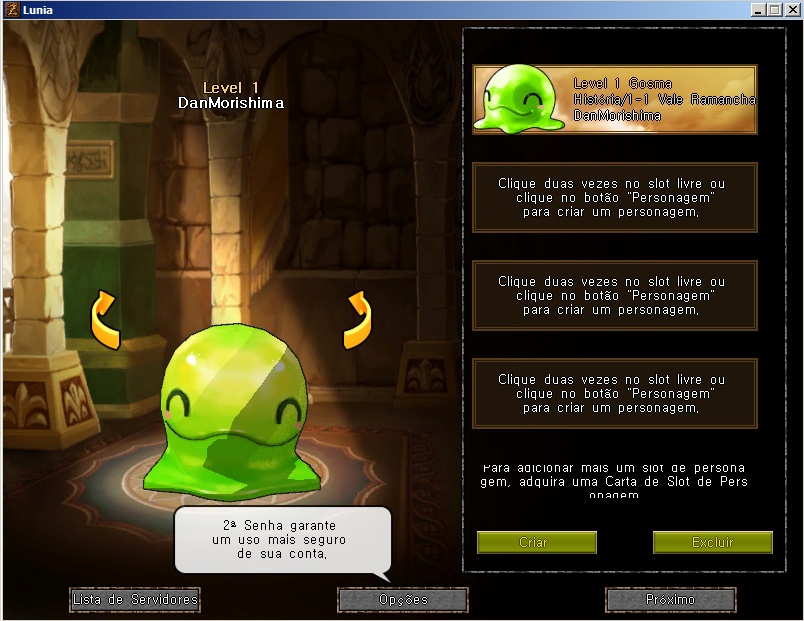 Lunia
Level 1
DanMorishima
Level 1 Gosma
História/1-1 Vale Ramancha
DanMorishima
Clique duas vezes no slot livre ou
clique no botão "Personagem"
para criar um personagem.
Clique duas vezes no slot livre ou
clique no botão "Personagem"
para criar um personagem.
Clique duas vezes no slot livre ou
clique no botão "Personagem"
para criar um personagem.
Para adicionar mais um slot de persona
gem, adquira uma Carta de Slot de Pers
onagem
Criar
Excluir
2ª Senha garante
um uso mais seguro
de sua conta.
Lista de Servidores
Opções
Próximo